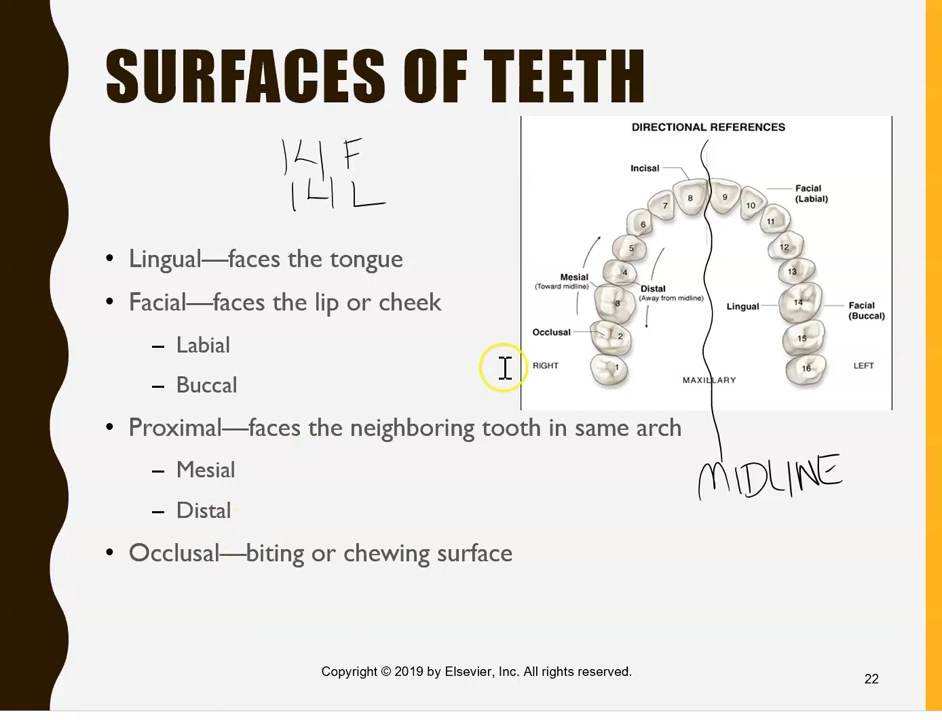 SURFACES OF TEETH
14 F
14 L
• Lingual—faces the tongue
• Facial—faces the lip or cheek
– Labial
– Buccal
• Proximal—faces the neighboring tooth in same arch
– Mesial
– Distal
• Occlusal—biting or chewing surface
DIRECTIONAL REFERENCES
Incisal
Facial
(Labial)
8
9
7
10
6
11
5
12
4
13
3
14
2
15
1
16
Mesial
(Toward midline)
Distal
(Away from midline)
Lingual
Facial
(Buccal)
Occlusal
RIGHT
LEFT
MAXILLARY
MIDLINE
Copyright © 2019 by Elsevier, Inc. All rights reserved.
22